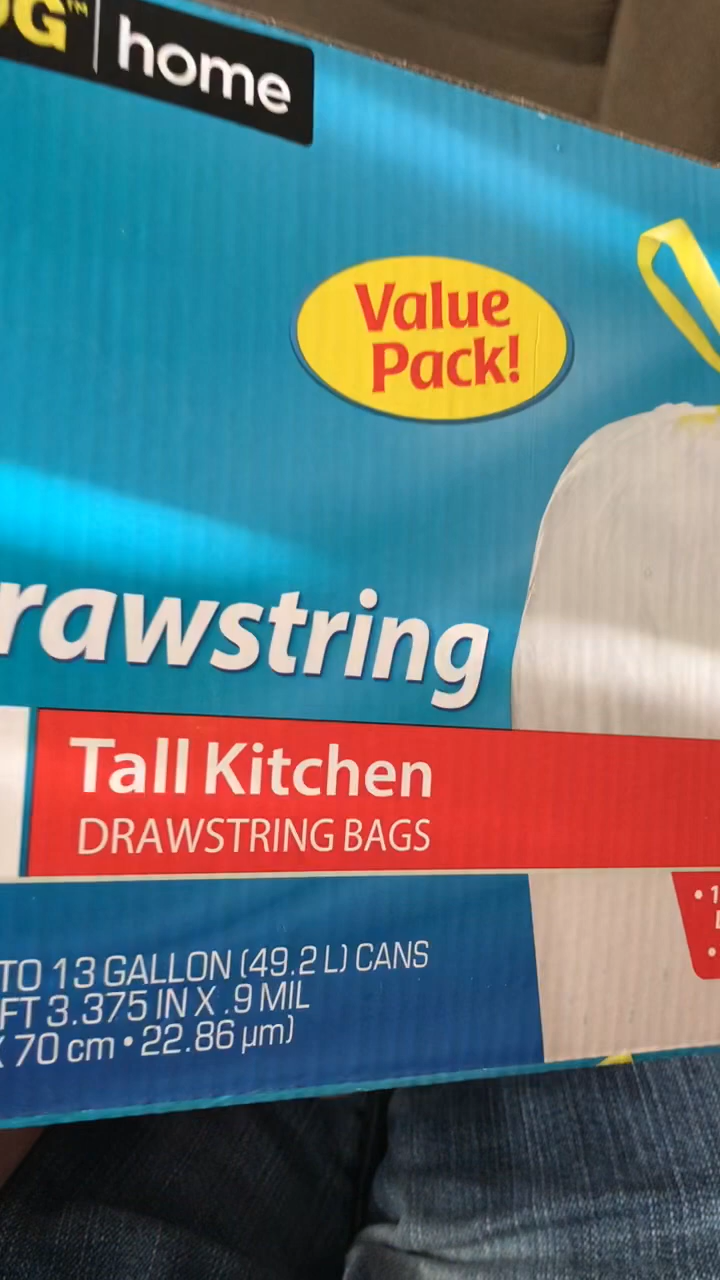 G™ home
Value
Pack!
rawstring
Tall Kitchen
DRAWSTRING BAGS
TO 13 GALLON (49.2 L) CANS
FT 3.375 IN X .9 MIL
X 70 cm • 22.86 µm)